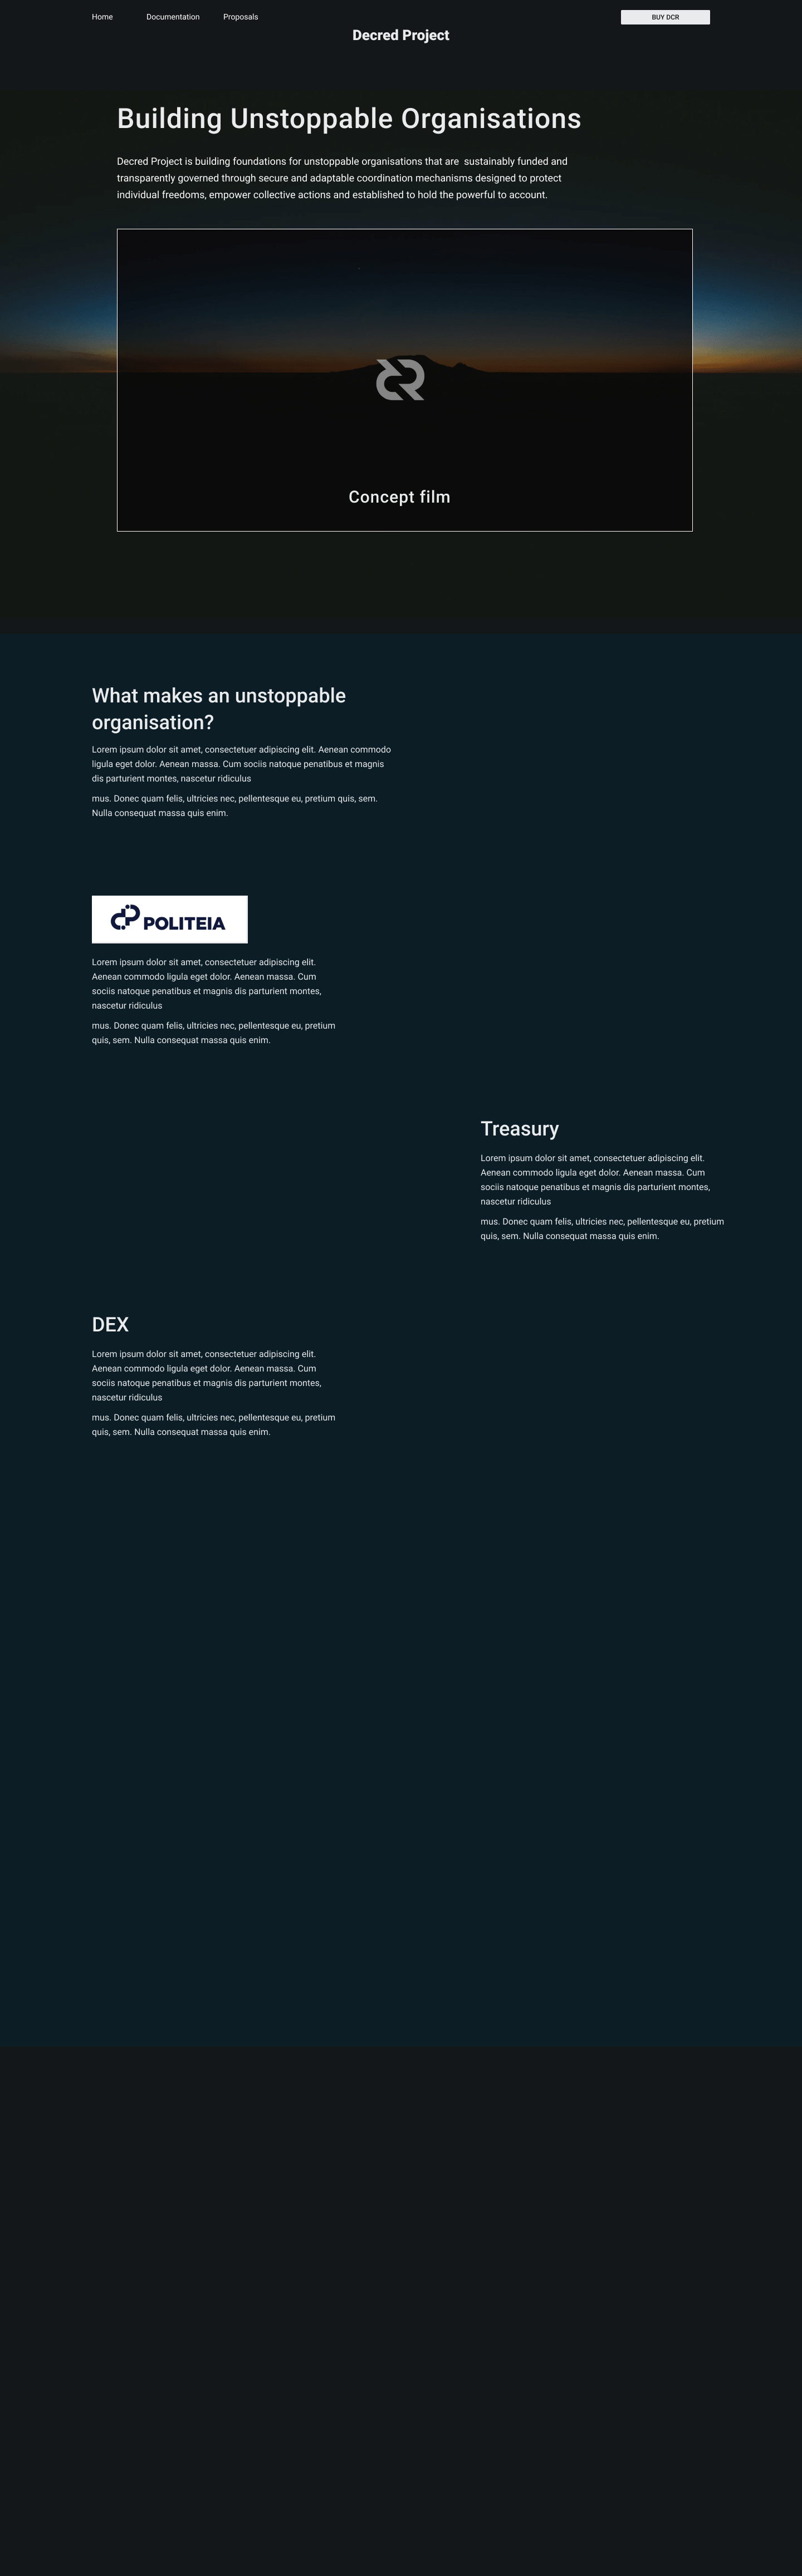 Home
Documentation
Proposals
BUY DCR
Decred Project
Building Unstoppable Organisations
Decred Project is building foundations for unstoppable organisations that are  sustainably funded and
transparently governed through secure and adaptable coordination mechanisms designed to protect
individual freedoms, empower collective actions and established to hold the powerful to account.
Concept film
What makes an unstoppable
organisation?
Lorem ipsum dolor sit amet, consectetuer adipiscing elit. Aenean commodo
ligula eget dolor. Aenean massa. Cum sociis natoque penatibus et magnis
dis parturient montes, nascetur ridiculus
mus. Donec quam felis, ultricies nec, pellentesque eu, pretium quis, sem.
Nulla consequat massa quis enim.
POLITEIA
Lorem ipsum dolor sit amet, consectetuer adipiscing elit.
Aenean commodo ligula eget dolor. Aenean massa. Cum
sociis natoque penatibus et magnis dis parturient montes,
nascetur ridiculus
mus. Donec quam felis, ultricies nec, pellentesque eu, pretium
quis, sem. Nulla consequat massa quis enim.
Treasury
Lorem ipsum dolor sit amet, consectetuer adipiscing elit.
Aenean commodo ligula eget dolor. Aenean massa. Cum
sociis natoque penatibus et magnis dis parturient montes,
nascetur ridiculus
mus. Donec quam felis, ultricies nec, pellentesque eu, pretium
quis, sem. Nulla consequat massa quis enim.
DEX
Lorem ipsum dolor sit amet, consectetuer adipiscing elit.
Aenean commodo ligula eget dolor. Aenean massa. Cum
sociis natoque penatibus et magnis dis parturient montes,
nascetur ridiculus
mus. Donec quam felis, ultricies nec, pellentesque eu, pretium
quis, sem. Nulla consequat massa quis enim.